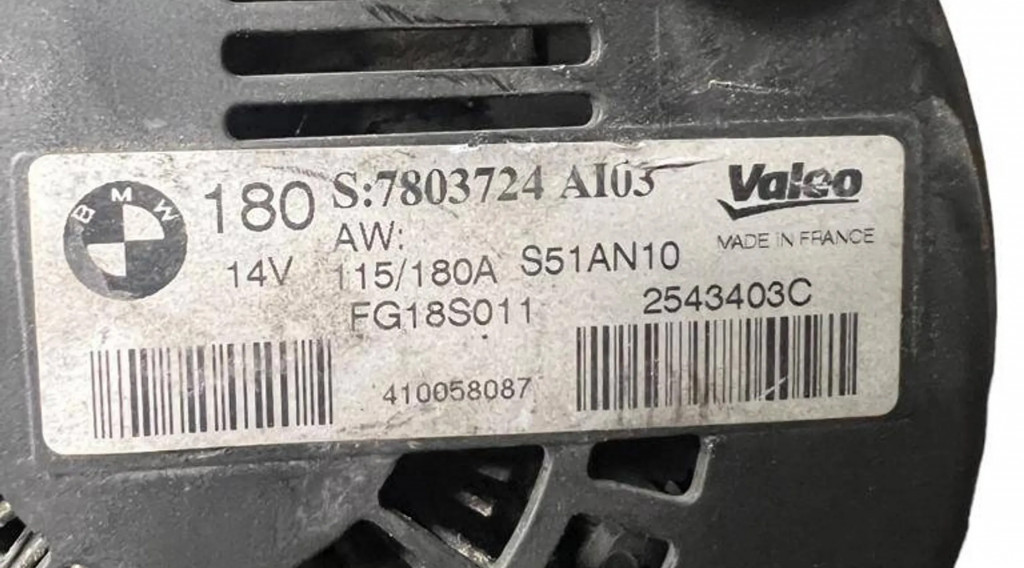 BMW
180 S:7803724 AI03
Valeo
AW:
MADE IN FRANCE
14V 115/180A S51AN10
FG18S011 2543403C
410058087